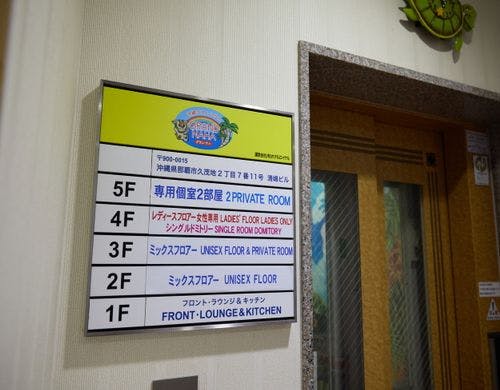 〒900-0015
沖縄県那覇市久茂地2丁目7番11号 清峰ビル
5F 専用個室2部屋 2PRIVATE ROOM
4F レディースフロアー女性専用 LADIES' FLOOR LADIES ONLY
シングルドミトリー SINGLE ROOM DOMITORY
3F ミックスフロアー UNISEX FLOOR & PRIVATE ROOM
2F ミックスフロアー UNISEX FLOOR
1F フロント・ラウンジ & キッチン
FRONT・LOUNGE&KITCHEN